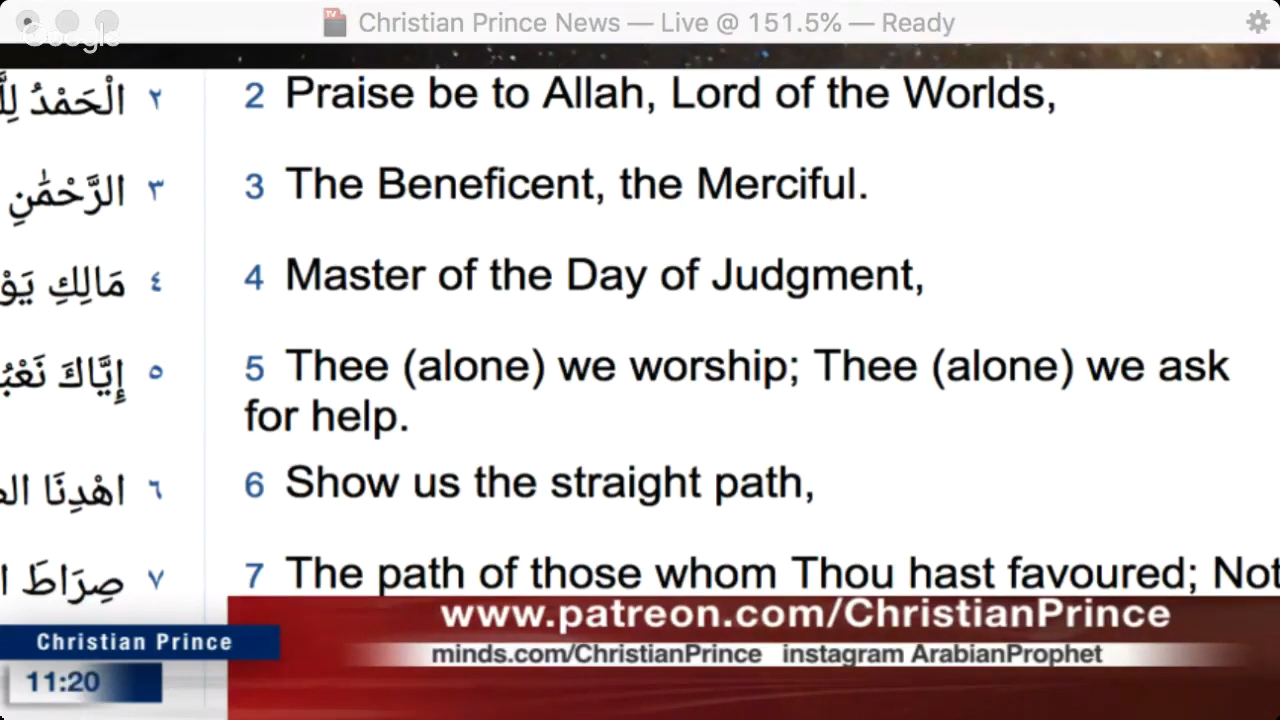 Christian Prince News — Live @ 151.5% — Ready
Google
٢ الْحَمْدُ
2 Praise be to Allah, Lord of the Worlds,
٣ الرَّحْمَٰنِ
3 The Beneficent, the Merciful.
٤ مَالِكِ
4 Master of the Day of Judgment,
٥ إِيَّاكَ
5 Thee (alone) we worship; Thee (alone) we ask
for help.
٦ اهْدِنَا
6 Show us the straight path,
٧ صِرَاطَ
7 The path of those whom Thou hast favoured; Not
www.patreon.com/ChristianPrince
Christian Prince
minds.com/ChristianPrince instagram ArabianProphet
11:20